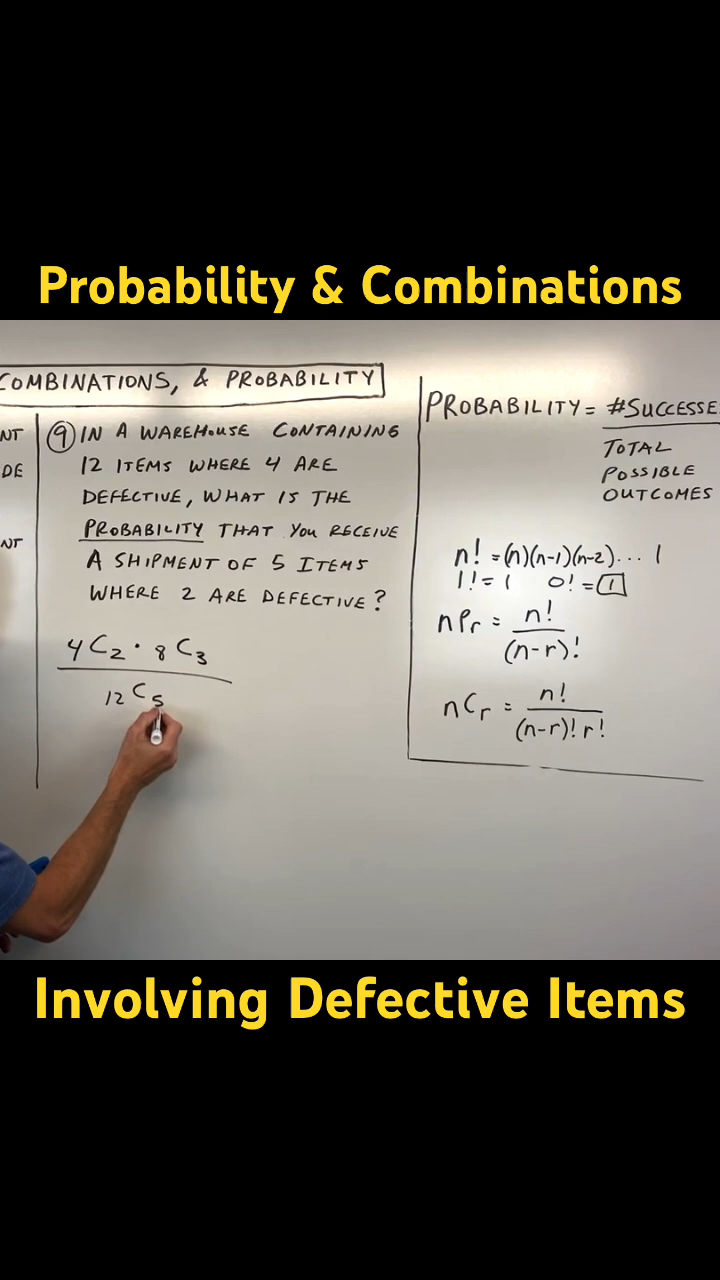 Probability & Combinations
COMBINATIONS, & PROBABILITY
NT
DE
NT
9 IN A WAREHOUSE CONTAINING
12 ITEMS WHERE 4 ARE
DEFECTIVE, WHAT IS THE
PROBABILITY THAT YOU RECEIVE
A SHIPMENT OF 5 ITEMS
WHERE 2 ARE DEFECTIVE?
4C2 · 8C3
12C5
PROBABILITY = #SUCCESSE
TOTAL
POSSIBLE
OUTCOMES
n! = (n)(n-1)(n-2)... 1
1! = 1 0! = 1
nPr = n!
(n-r)!
nCr = n!
(n-r)! r!
Involving Defective Items